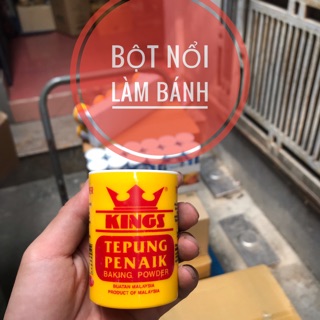 BỘT NỔI
LÀM BÁNH
KINGS
TEPUNG
PENAIK
BAKING POWDER
BUATAN MALAYSIA
PRODUCT OF MALAYSIA